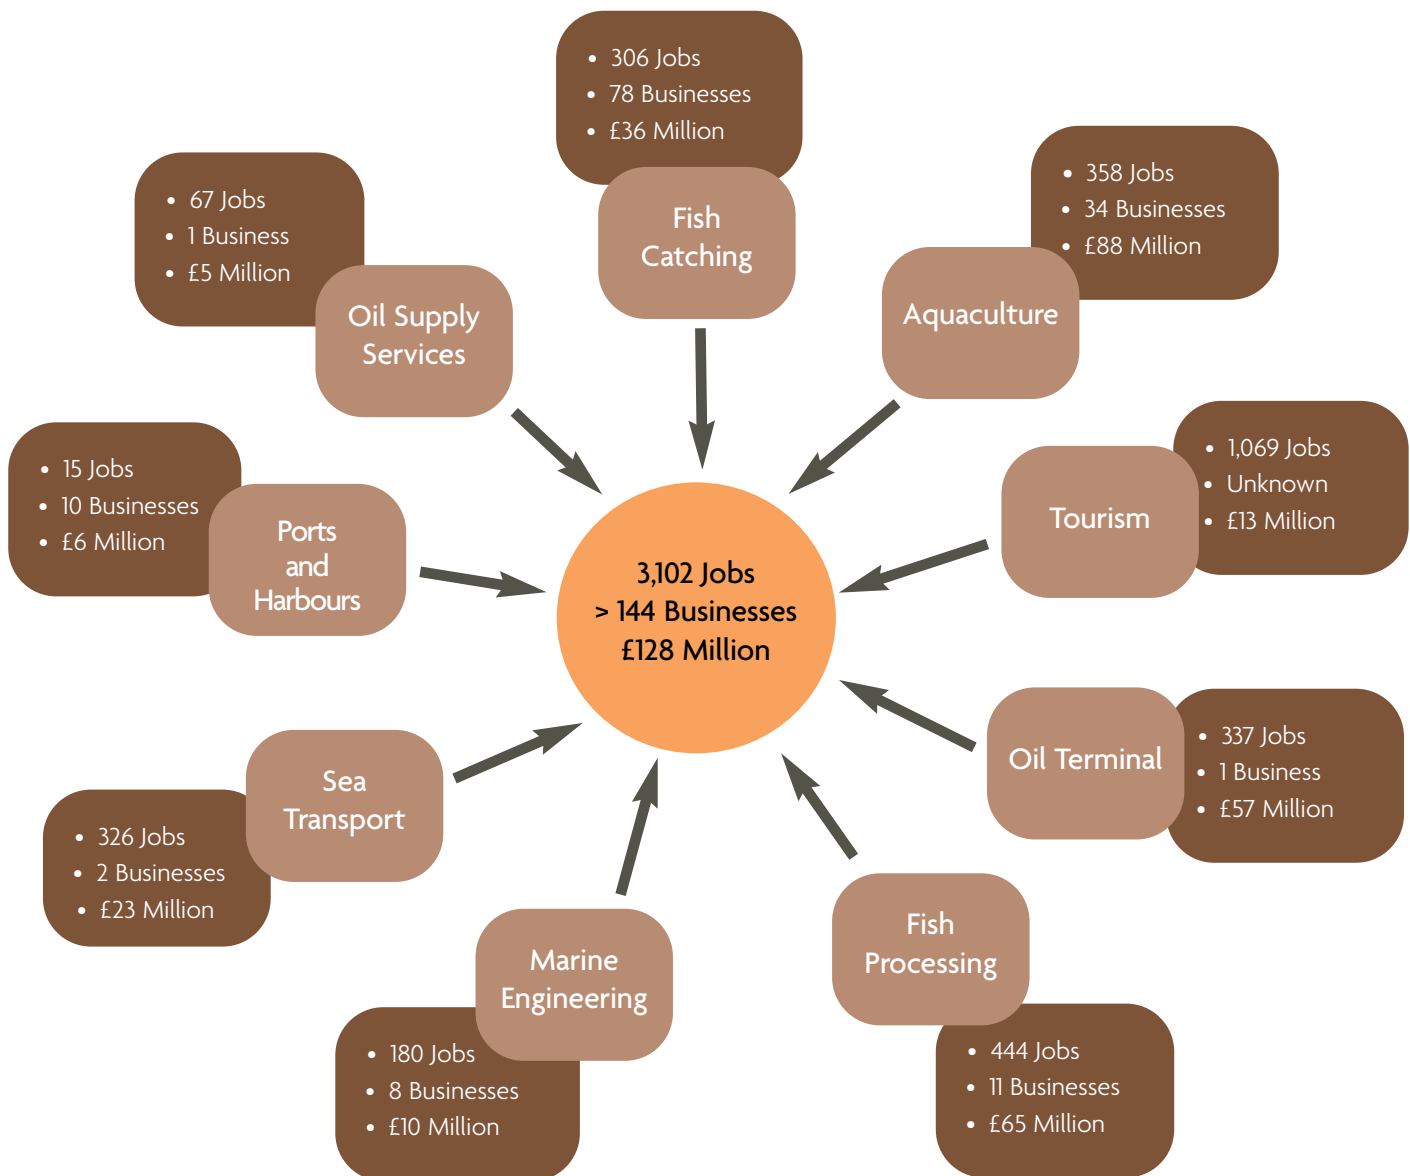 • 306 Jobs
• 78 Businesses
• £36 Million
Fish
Catching
• 358 Jobs
• 34 Businesses
• £88 Million
Aquaculture
• 1,069 Jobs
• Unknown
• £13 Million
Tourism
• 337 Jobs
• 1 Business
• £57 Million
Oil Terminal
• 444 Jobs
• 11 Businesses
• £65 Million
Fish
Processing
• 180 Jobs
• 8 Businesses
• £10 Million
Marine
Engineering
• 326 Jobs
• 2 Businesses
• £23 Million
Sea
Transport
• 15 Jobs
• 10 Businesses
• £6 Million
Ports
and
Harbours
• 67 Jobs
• 1 Business
• £5 Million
Oil Supply
Services
3,102 Jobs
> 144 Businesses
£128 Million